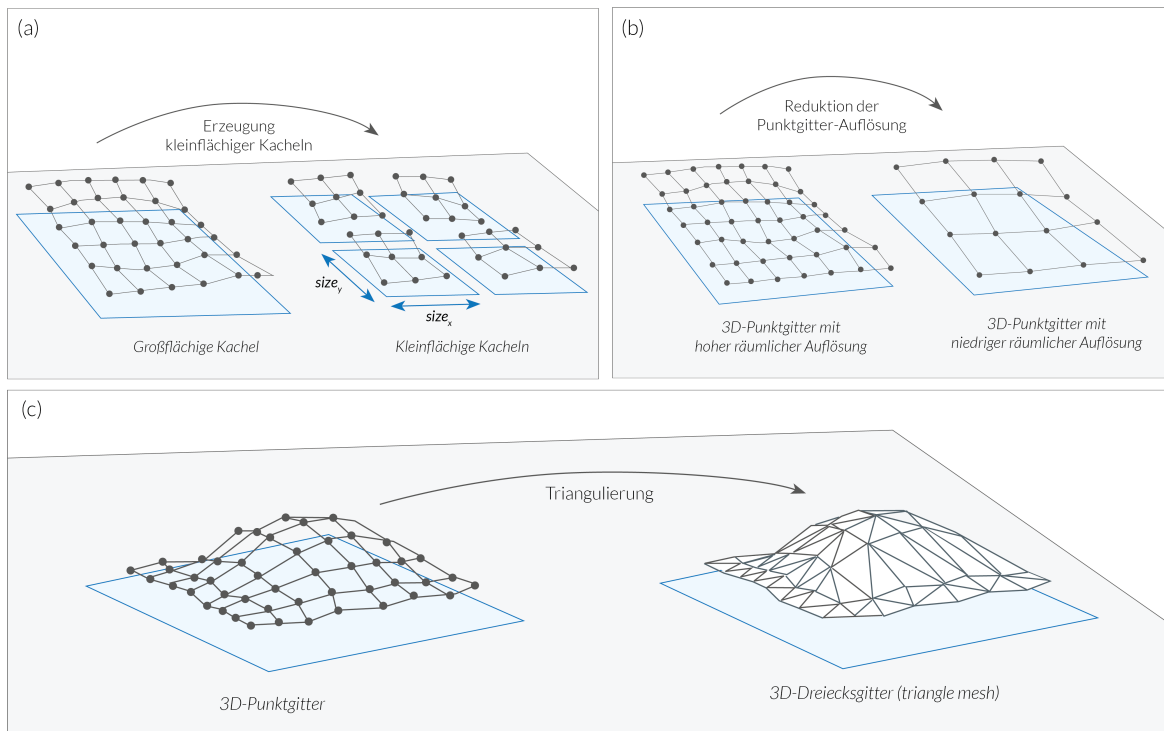 (a)
Erzeugung
kleinflächiger Kacheln
size_y
size_x
Großflächige Kachel
Kleinflächige Kacheln
(b)
Reduktion der
Punktgitter-Auflösung
3D-Punktgitter mit
hoher räumlicher Auflösung
3D-Punktgitter mit
niedriger räumlicher Auflösung
(c)
Triangulierung
3D-Punktgitter
3D-Dreiecksgitter (triangle mesh)